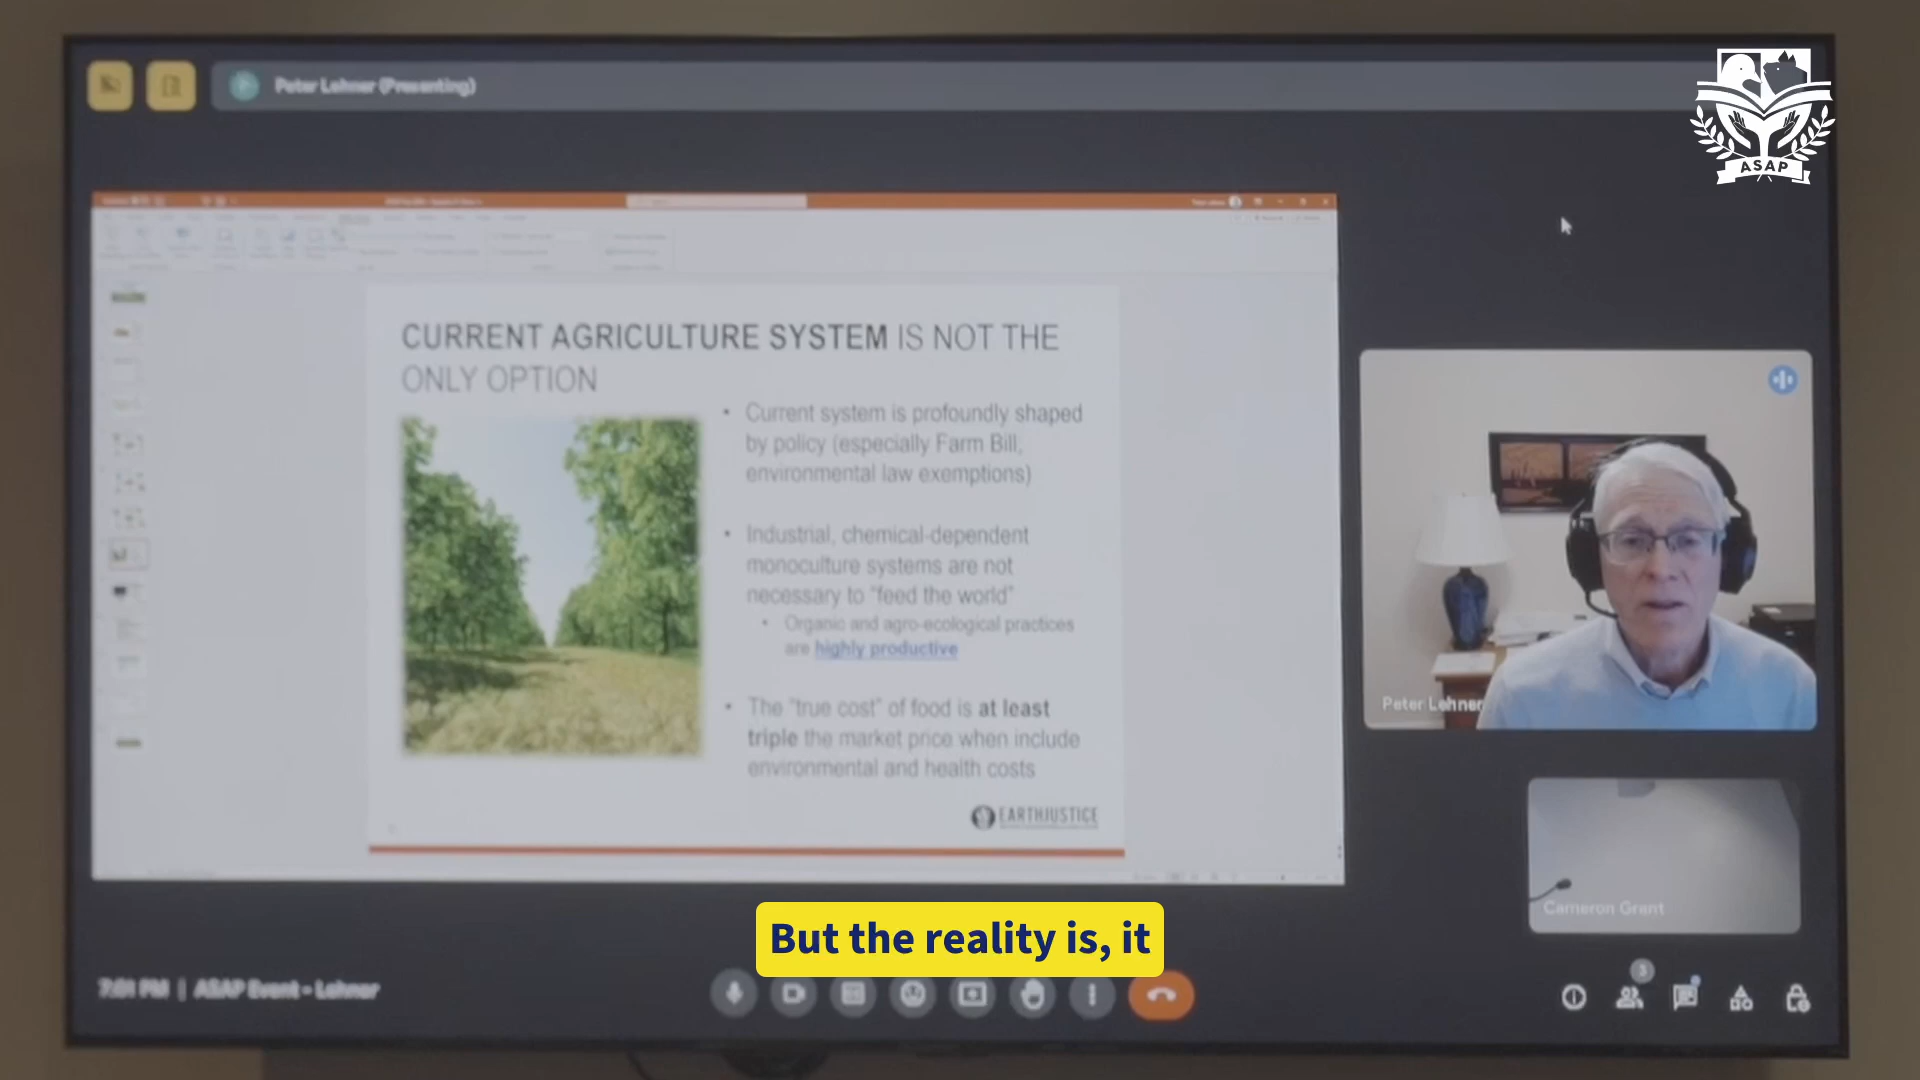 Peter Lehner (Presenting)
ASAP
CURRENT AGRICULTURE SYSTEM IS NOT THE
ONLY OPTION
• Current system is profoundly shaped
by policy (especially Farm Bill,
environmental law exemptions)
• Industrial, chemical-dependent
monoculture systems are not
necessary to "feed the world"
• Organic and agro-ecological practices
are highly productive
• The "true cost" of food is at least
triple the market price when include
environmental and health costs
EARTHJUSTICE
Peter Lehner
Cameron Grant
But the reality is, it
7:01 PM | ASAP Event - Lehner
3